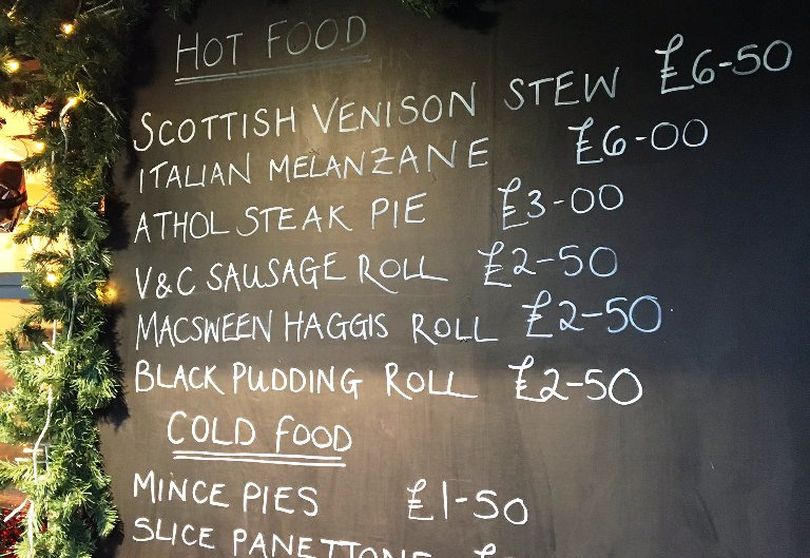 HOT FOOD
SCOTTISH VENISON STEW £6-50
ITALIAN MELANZANE £6-00
ATHOL STEAK PIE £3-00
V&C SAUSAGE ROLL £2-50
MACSWEEN HAGGIS ROLL £2-50
BLACK PUDDING ROLL £2-50
COLD FOOD
MINCE PIES £1-50
SLICE PANETTONE